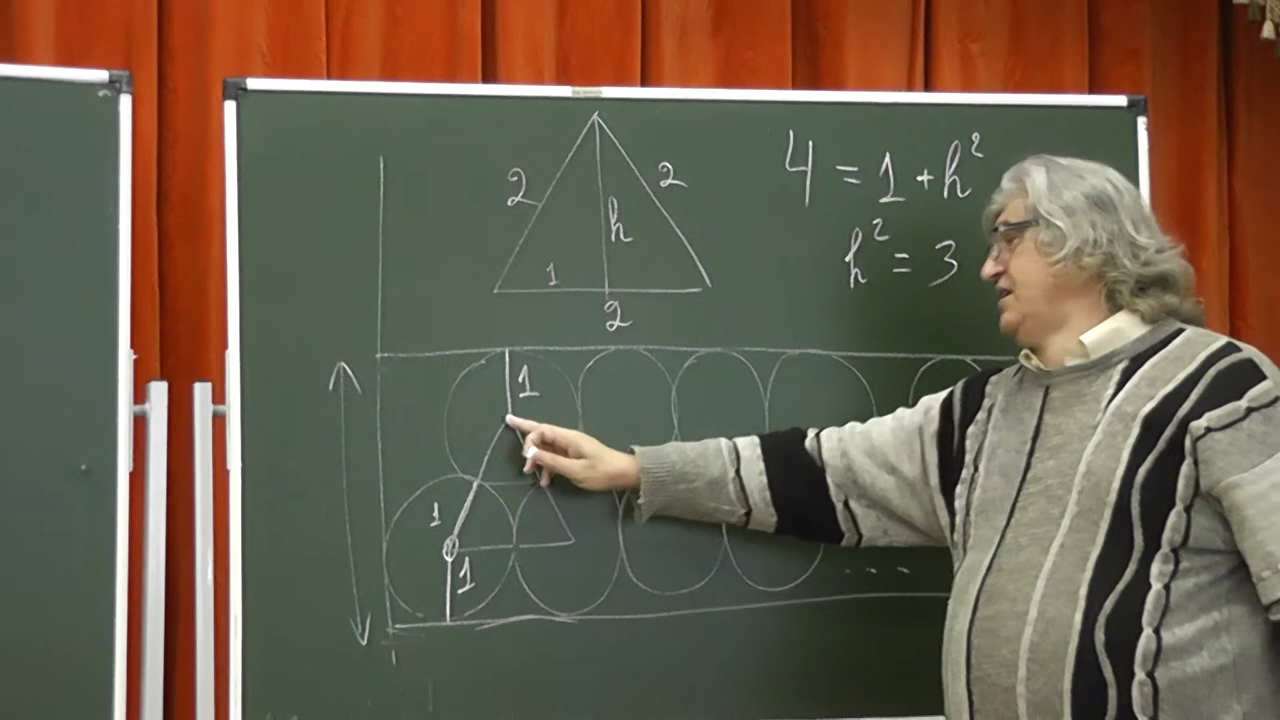 2
2
h
1
2
4 = 1 + h²
h² = 3
1
1
1
...